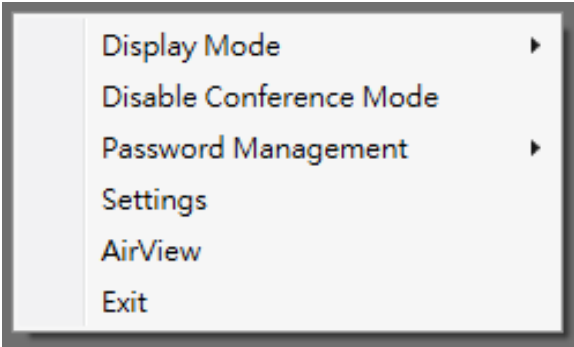 Display Mode
Disable Conference Mode
Password Management
Settings
AirView
Exit